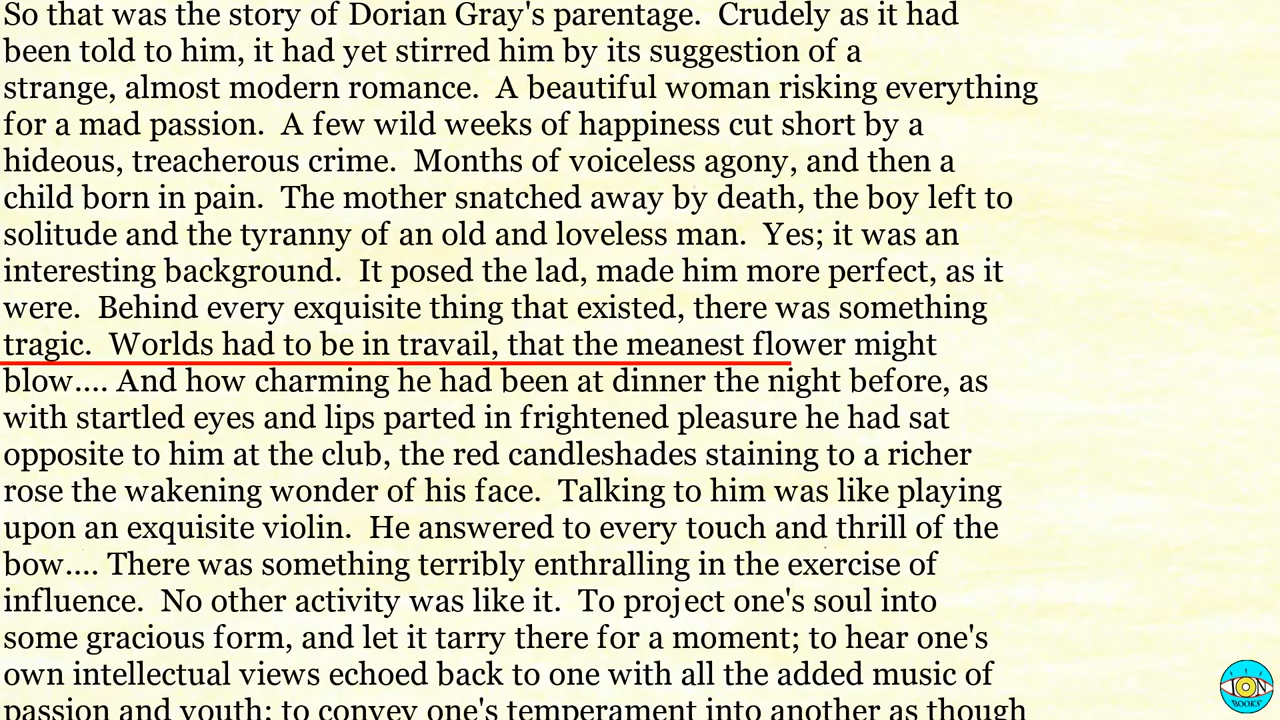 So that was the story of Dorian Gray's parentage.  Crudely as it had
been told to him, it had yet stirred him by its suggestion of a
strange, almost modern romance.  A beautiful woman risking everything
for a mad passion.  A few wild weeks of happiness cut short by a
hideous, treacherous crime.  Months of voiceless agony, and then a
child born in pain.  The mother snatched away by death, the boy left to
solitude and the tyranny of an old and loveless man.  Yes; it was an
interesting background.  It posed the lad, made him more perfect, as it
were.  Behind every exquisite thing that existed, there was something
tragic.  Worlds had to be in travail, that the meanest flower might
blow.... And how charming he had been at dinner the night before, as
with startled eyes and lips parted in frightened pleasure he had sat
opposite to him at the club, the red candleshades staining to a richer
rose the wakening wonder of his face.  Talking to him was like playing
upon an exquisite violin.  He answered to every touch and thrill of the
bow.... There was something terribly enthralling in the exercise of
influence.  No other activity was like it.  To project one's soul into
some gracious form, and let it tarry there for a moment; to hear one's
own intellectual views echoed back to one with all the added music of
passion and youth; to convey one's temperament into another as though
ION
BOOKS